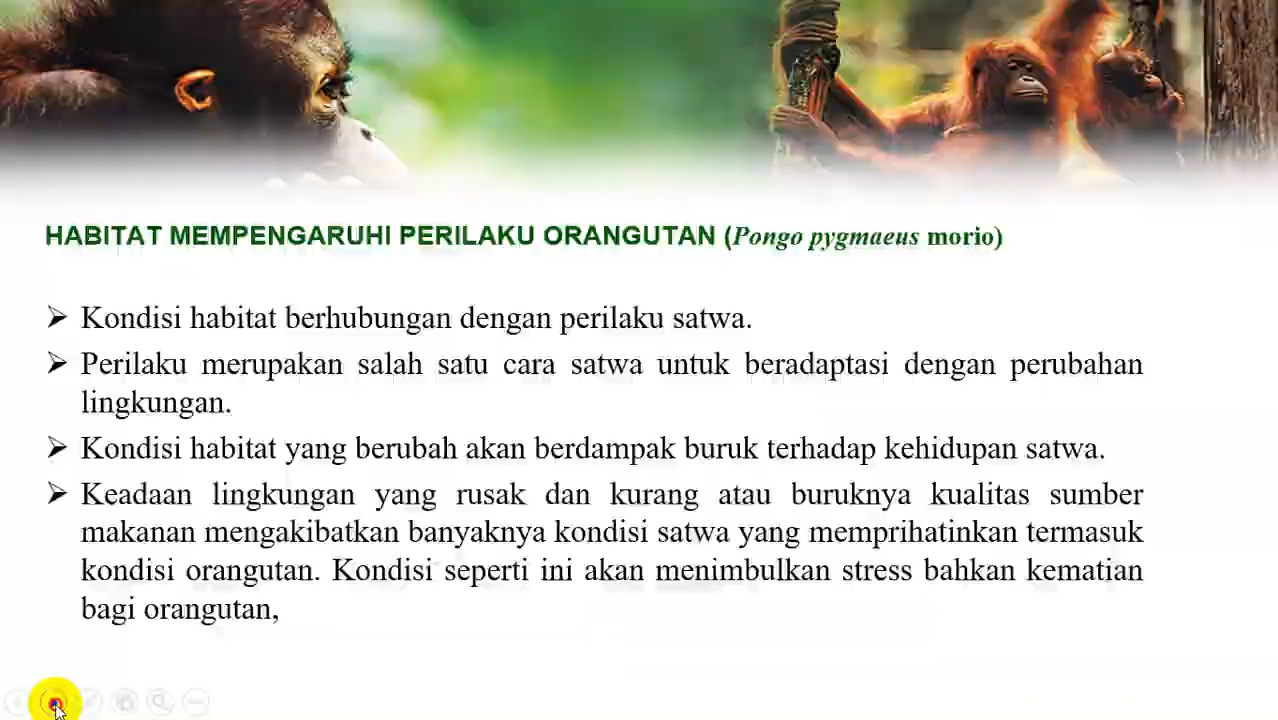 HABITAT MEMPENGARUHI PERILAKU ORANGUTAN (Pongo pygmaeus morio)
➢ Kondisi habitat berhubungan dengan perilaku satwa.
➢ Perilaku merupakan salah satu cara satwa untuk beradaptasi dengan perubahan
lingkungan.
➢ Kondisi habitat yang berubah akan berdampak buruk terhadap kehidupan satwa.
➢ Keadaan lingkungan yang rusak dan kurang atau buruknya kualitas sumber
makanan mengakibatkan banyaknya kondisi satwa yang memprihatinkan termasuk
kondisi orangutan. Kondisi seperti ini akan menimbulkan stress bahkan kematian
bagi orangutan,